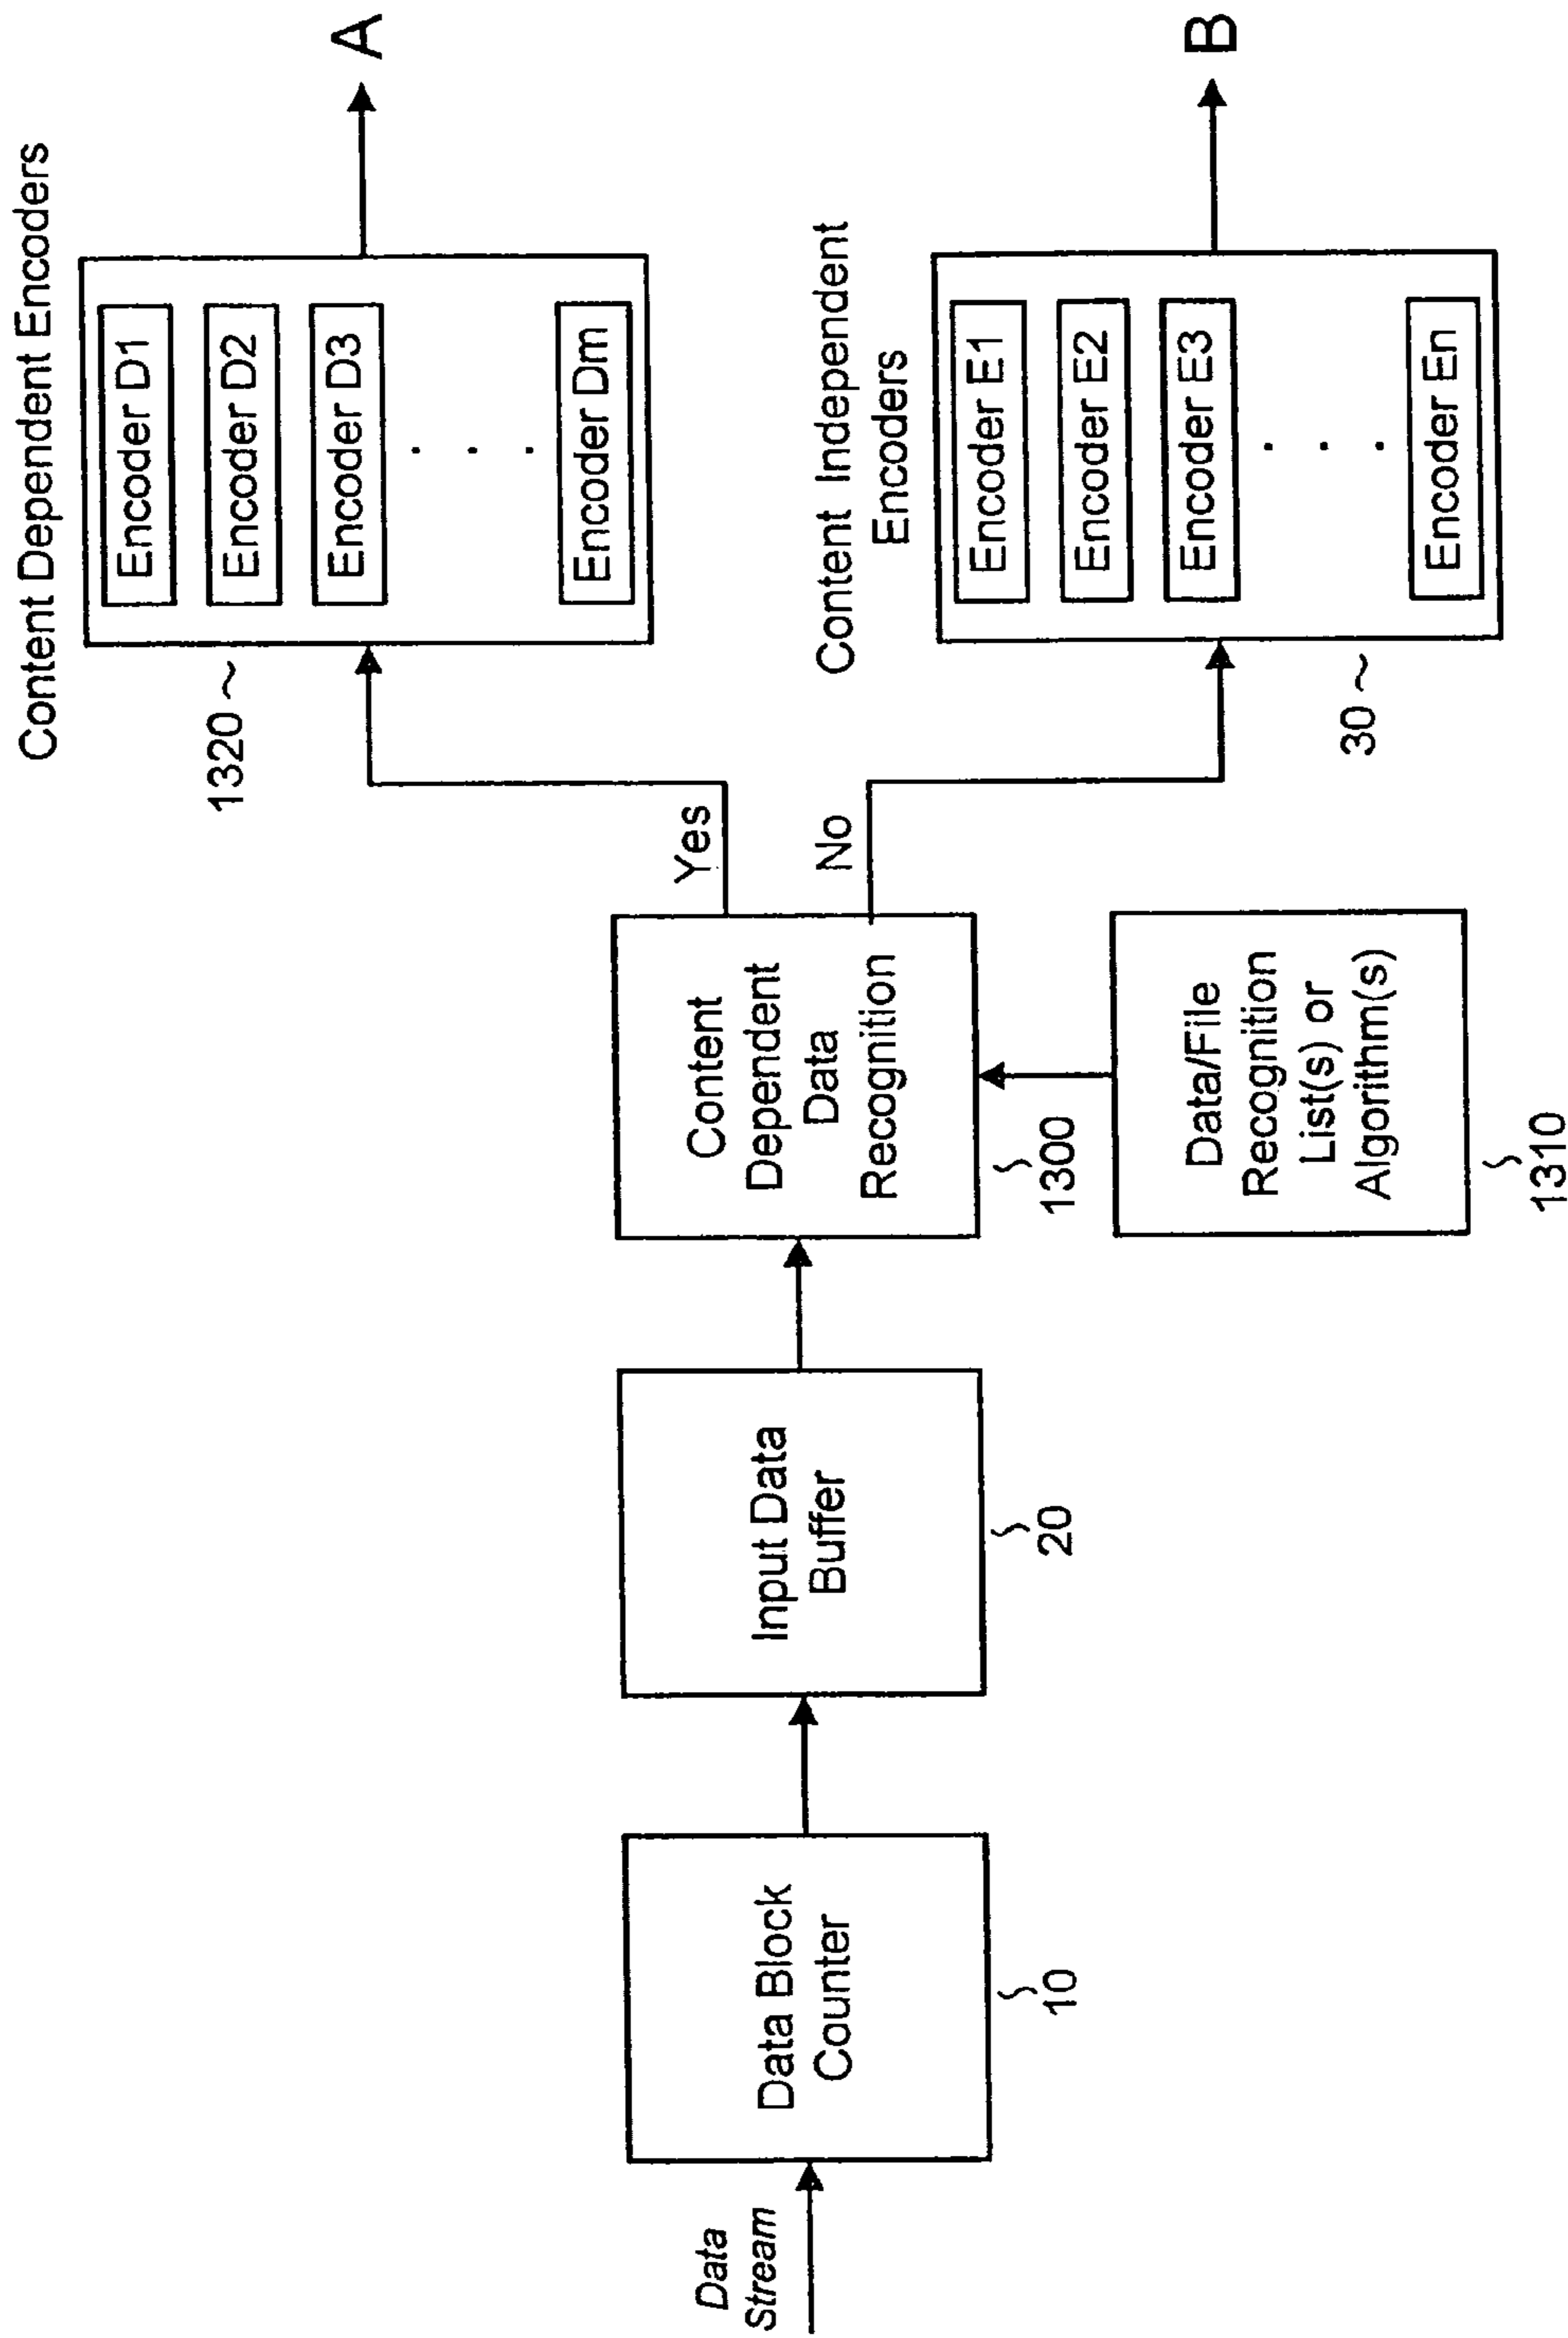 Data
Stream
Data Block
Counter
10
Input Data
Buffer
20
Content
Dependent
Data
Recognition
1300
Data/File
Recognition
List(s) or
Algorithm(s)
1310
Yes
No
Content Dependent Encoders
1320
Encoder D1
Encoder D2
Encoder D3
. . .
Encoder Dm
A
Content Independent
Encoders
30
Encoder E1
Encoder E2
Encoder E3
. . .
Encoder En
B